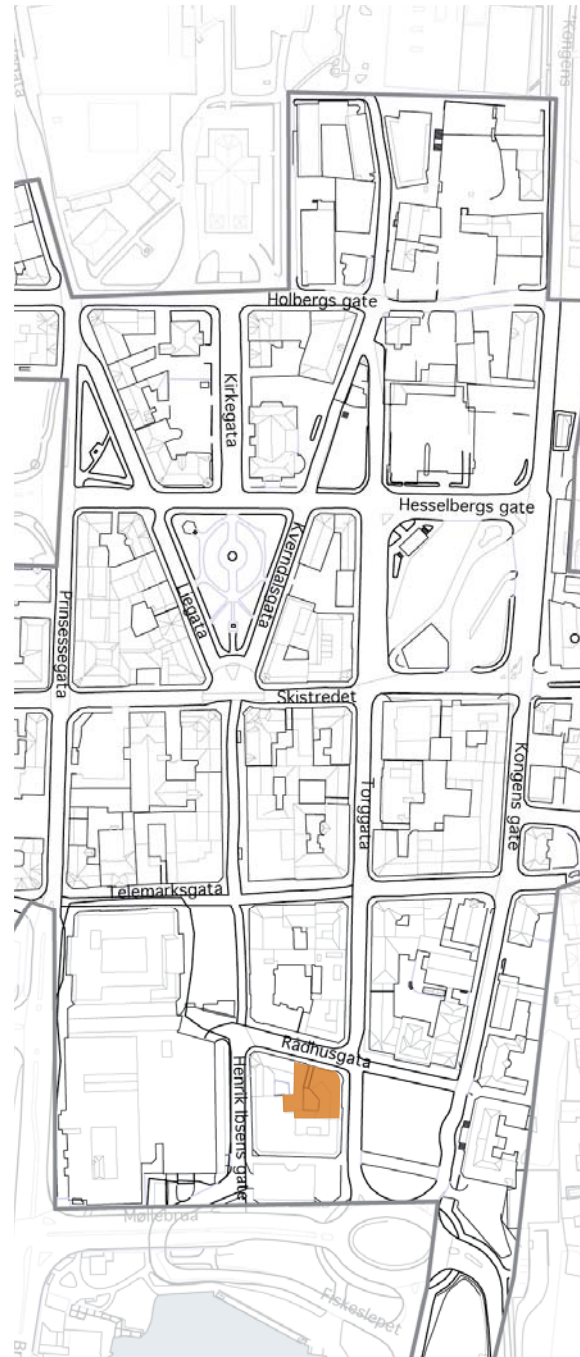 Kongens
Holbergs gate
Kirkegata
Hesselbergs gate
Kverndalsgata
Liegata
Prinsessegata
Skistredet
Torggata
Kongens gate
Telemarksgata
Rådhusgata
Henrik Ibsens gate
Møllebrua
Fiskeslepet